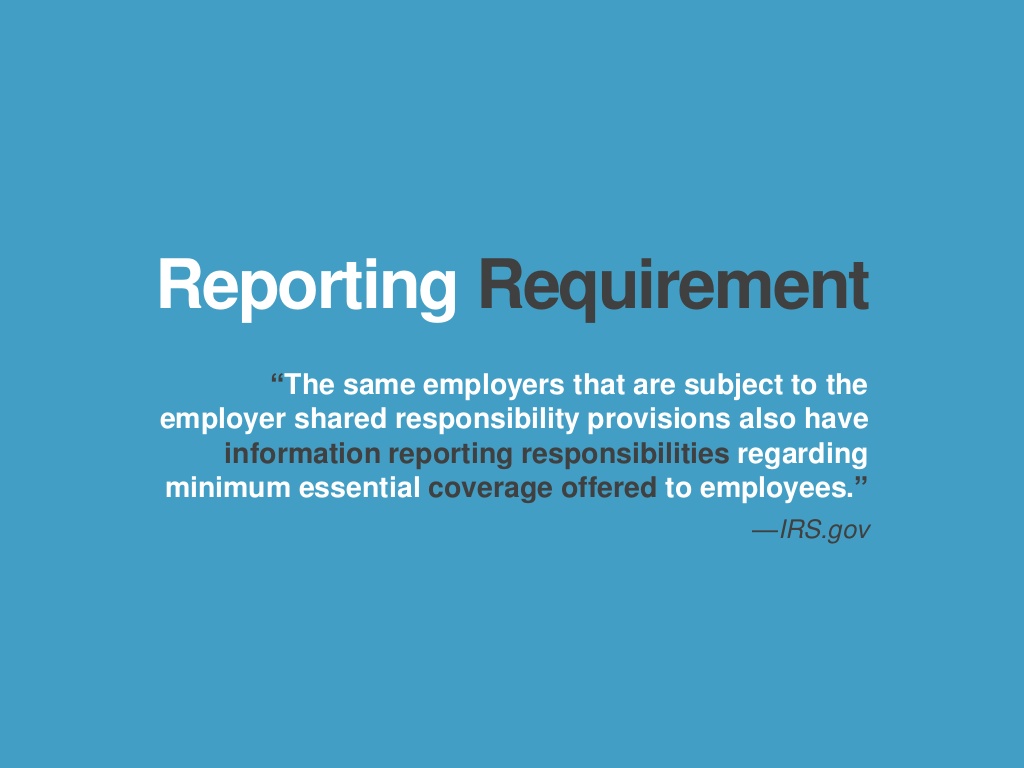 Reporting Requirement
“The same employers that are subject to the
employer shared responsibility provisions also have
information reporting responsibilities regarding
minimum essential coverage offered to employees.”
—IRS.gov